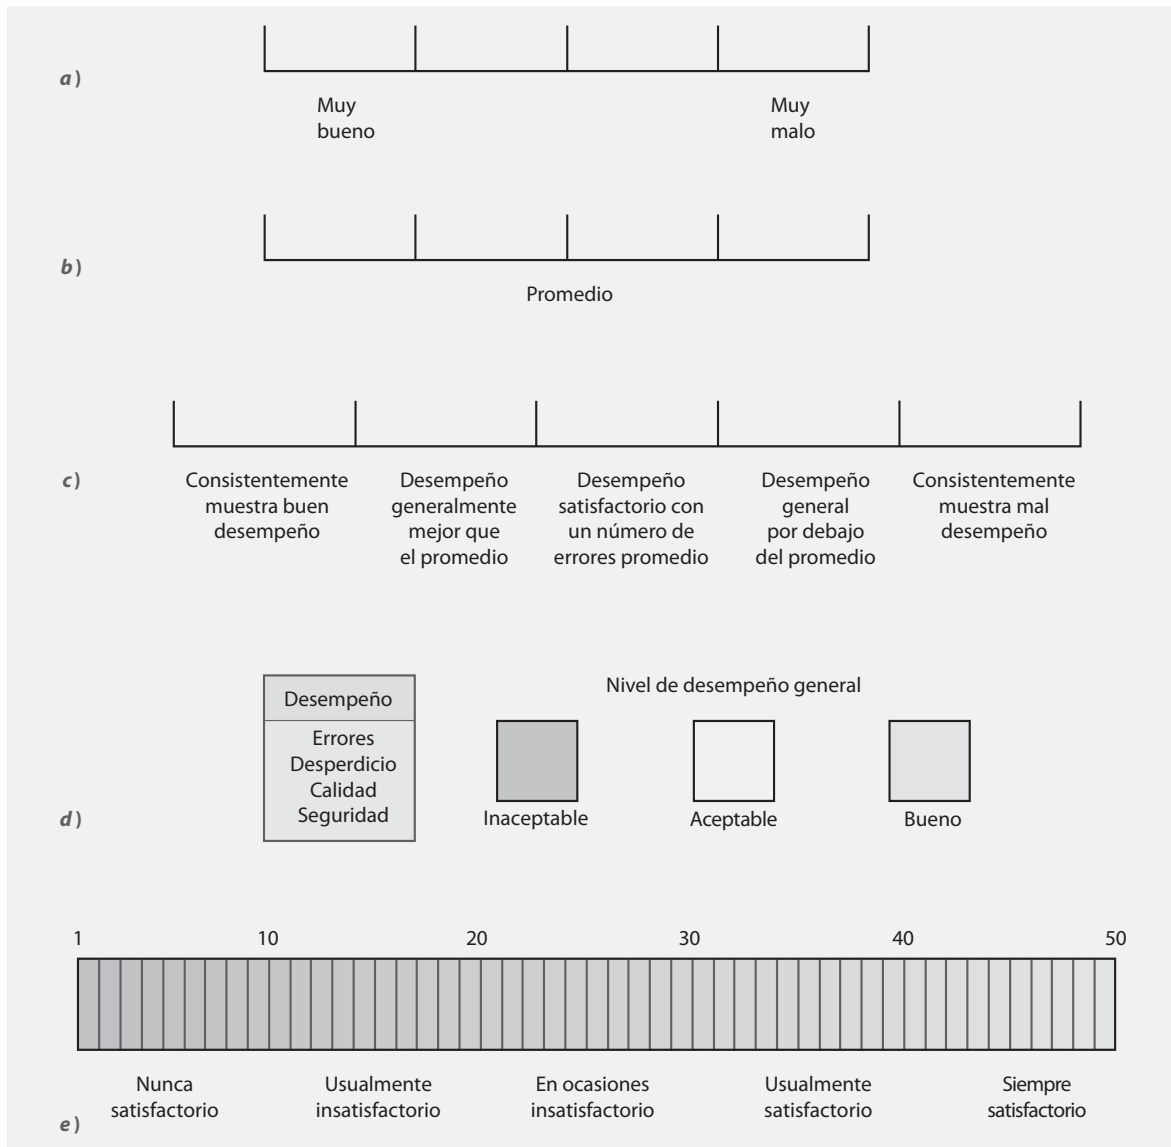 a)
Muy Muy
bueno malo
b)
Promedio
c)
Consistentemente Desempeño Desempeño Desempeño Consistentemente
muestra buen generalmente satisfactorio con general muestra mal
desempeño mejor que un número de por debajo desempeño
el promedio errores promedio del promedio
Nivel de desempeño general
Desempeño
Errores
Desperdicio
Calidad
Seguridad
d)
Inaceptable Aceptable Bueno
1 10 20 30 40 50
Nunca Usualmente En ocasiones Usualmente Siempre
satisfactorio insatisfactorio insatisfactorio satisfactorio satisfactorio
e)